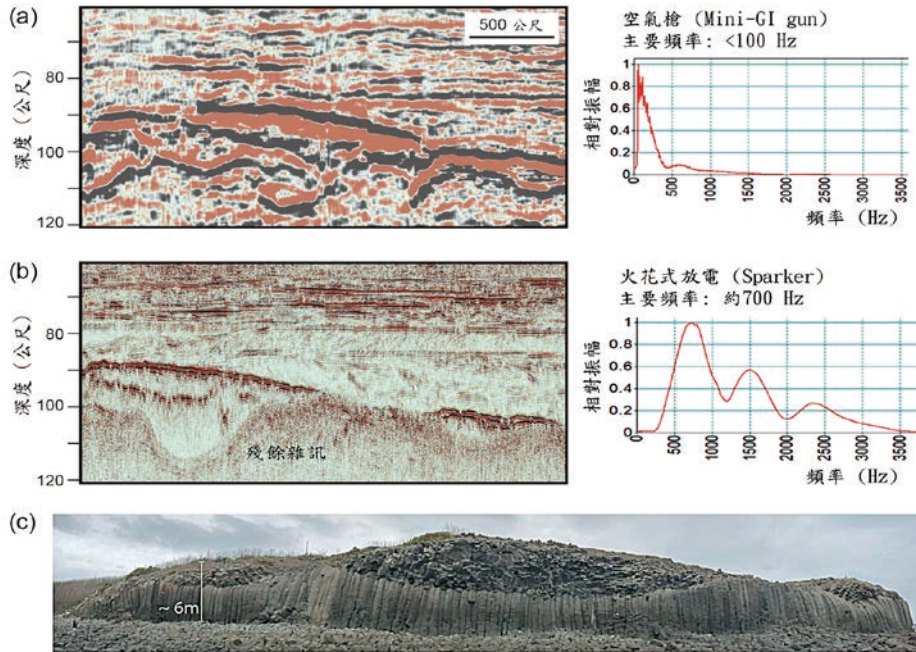 (a)
500 公尺
深度 (公尺)
80
100
120
空氣槍 (Mini-GI gun)
主要頻率: <100 Hz
相對振幅
1
0.8
0.6
0.4
0.2
0
0 500 1000 1500 2000 2500 3000 3500
頻率 (Hz)
(b)
深度 (公尺)
80
100
120
殘餘雜訊
火花式放電 (Sparker)
主要頻率: 約700 Hz
相對振幅
1
0.8
0.6
0.4
0.2
0
0 500 1000 1500 2000 2500 3000 3500
頻率 (Hz)
(c)
~ 6m